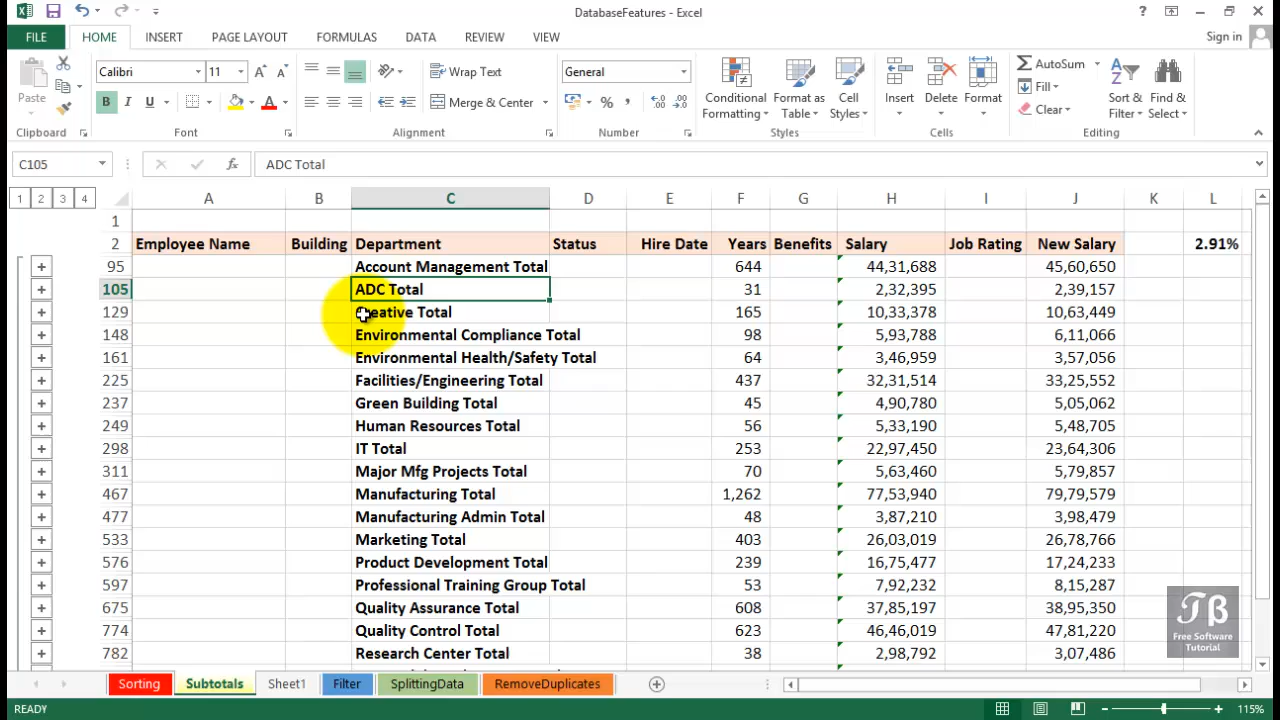 DatabaseFeatures - Excel
FILE HOME INSERT PAGE LAYOUT FORMULAS DATA REVIEW VIEW Sign in
Paste Calibri 11 Wrap Text General Conditional Formatting Format as Table Cell Styles Insert Delete Format AutoSum Sort & Filter Find & Select
B I U A Merge & Center % , Fill Clear
Clipboard Font Alignment Number Styles Cells Editing
C105 fx ADC Total
1 2 3 4 A B C D E F G H I J K L
1
2 Employee Name Building Department Status Hire Date Years Benefits Salary Job Rating New Salary 2.91%
95 Account Management Total 644 44,31,688 45,60,650
105 ADC Total 31 2,32,395 2,39,157
129 Creative Total 165 10,33,378 10,63,449
148 Environmental Compliance Total 98 5,93,788 6,11,066
161 Environmental Health/Safety Total 64 3,46,959 3,57,056
225 Facilities/Engineering Total 437 32,31,514 33,25,552
237 Green Building Total 45 4,90,780 5,05,062
249 Human Resources Total 56 5,33,190 5,48,705
298 IT Total 253 22,97,450 23,64,306
311 Major Mfg Projects Total 70 5,63,460 5,79,857
467 Manufacturing Total 1,262 77,53,940 79,79,579
477 Manufacturing Admin Total 48 3,87,210 3,98,479
533 Marketing Total 403 26,03,019 26,78,766
576 Product Development Total 239 16,75,477 17,24,233
597 Professional Training Group Total 53 7,92,232 8,15,287
675 Quality Assurance Total 608 37,85,197 38,95,350
774 Quality Control Total 623 46,46,019 47,81,220
782 Research Center Total 38 2,98,792 3,07,486
Free Software
Tutorial
Sorting Subtotals Sheet1 Filter SplittingData RemoveDuplicates
READY 115%